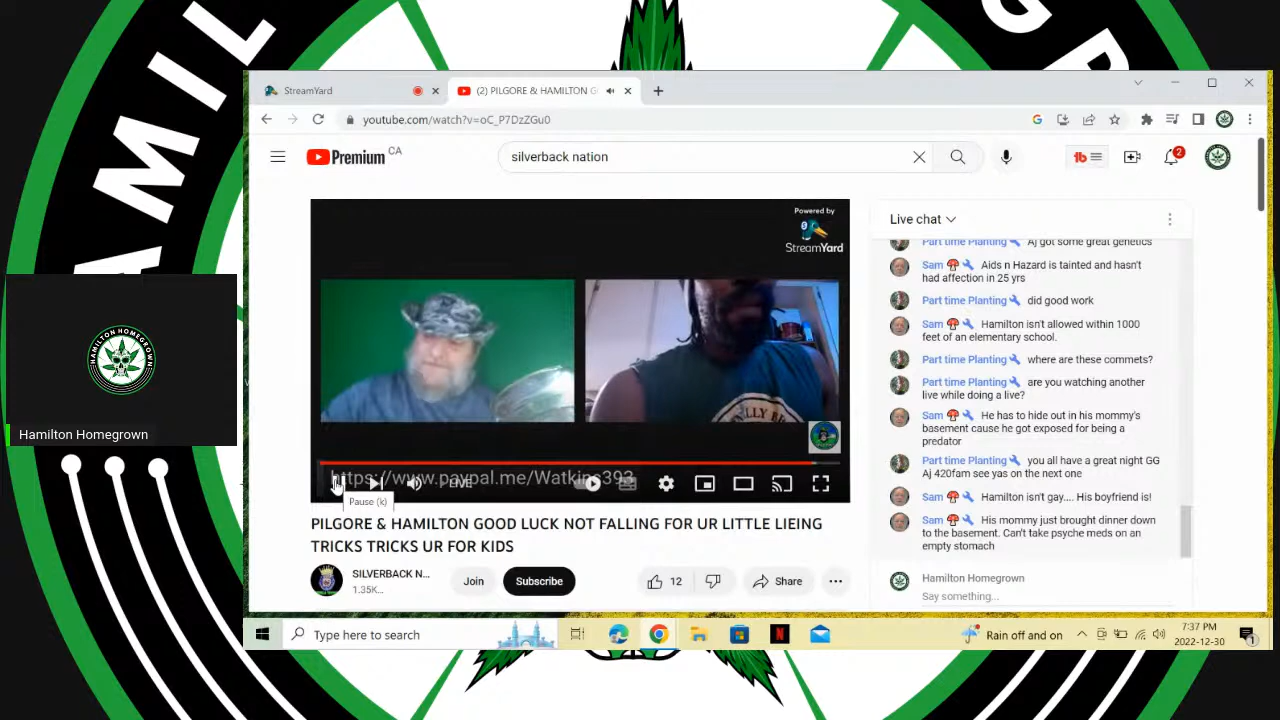 AMIL
GR
StreamYard
(2) PILGORE & HAMILTON G
youtube.com/watch?v=oC_P7DzZGu0
Premium CA
silverback nation
2
Powered by
StreamYard
LLY BI
https://www.paypal.me/Watkins393
LIVE
Pause (k)
PILGORE & HAMILTON GOOD LUCK NOT FALLING FOR UR LITTLE LIEING
TRICKS TRICKS UR FOR KIDS
SILVERBACK N...
1.35K...
Join
Subscribe
12
Share
Live chat
Part time Planting Aj got some great genetics
Sam Aids n Hazard is tainted and hasn't
had affection in 25 yrs
Part time Planting did good work
Sam Hamilton isn't allowed within 1000
feet of an elementary school.
Part time Planting where are these commets?
Part time Planting are you watching another
live while doing a live?
Sam He has to hide out in his mommy's
basement cause he got exposed for being a
predator
Part time Planting you all have a great night GG
Aj 420fam see yas on the next one
Sam Hamilton isn't gay.... His boyfriend is!
Sam His mommy just brought dinner down
to the basement. Can't take psyche meds on an
empty stomach
Hamilton Homegrown
Say something...
HAMILTON HOMEGROWN
Hamilton Homegrown
Type here to search
N
Rain off and on
7:37 PM
2022-12-30
1